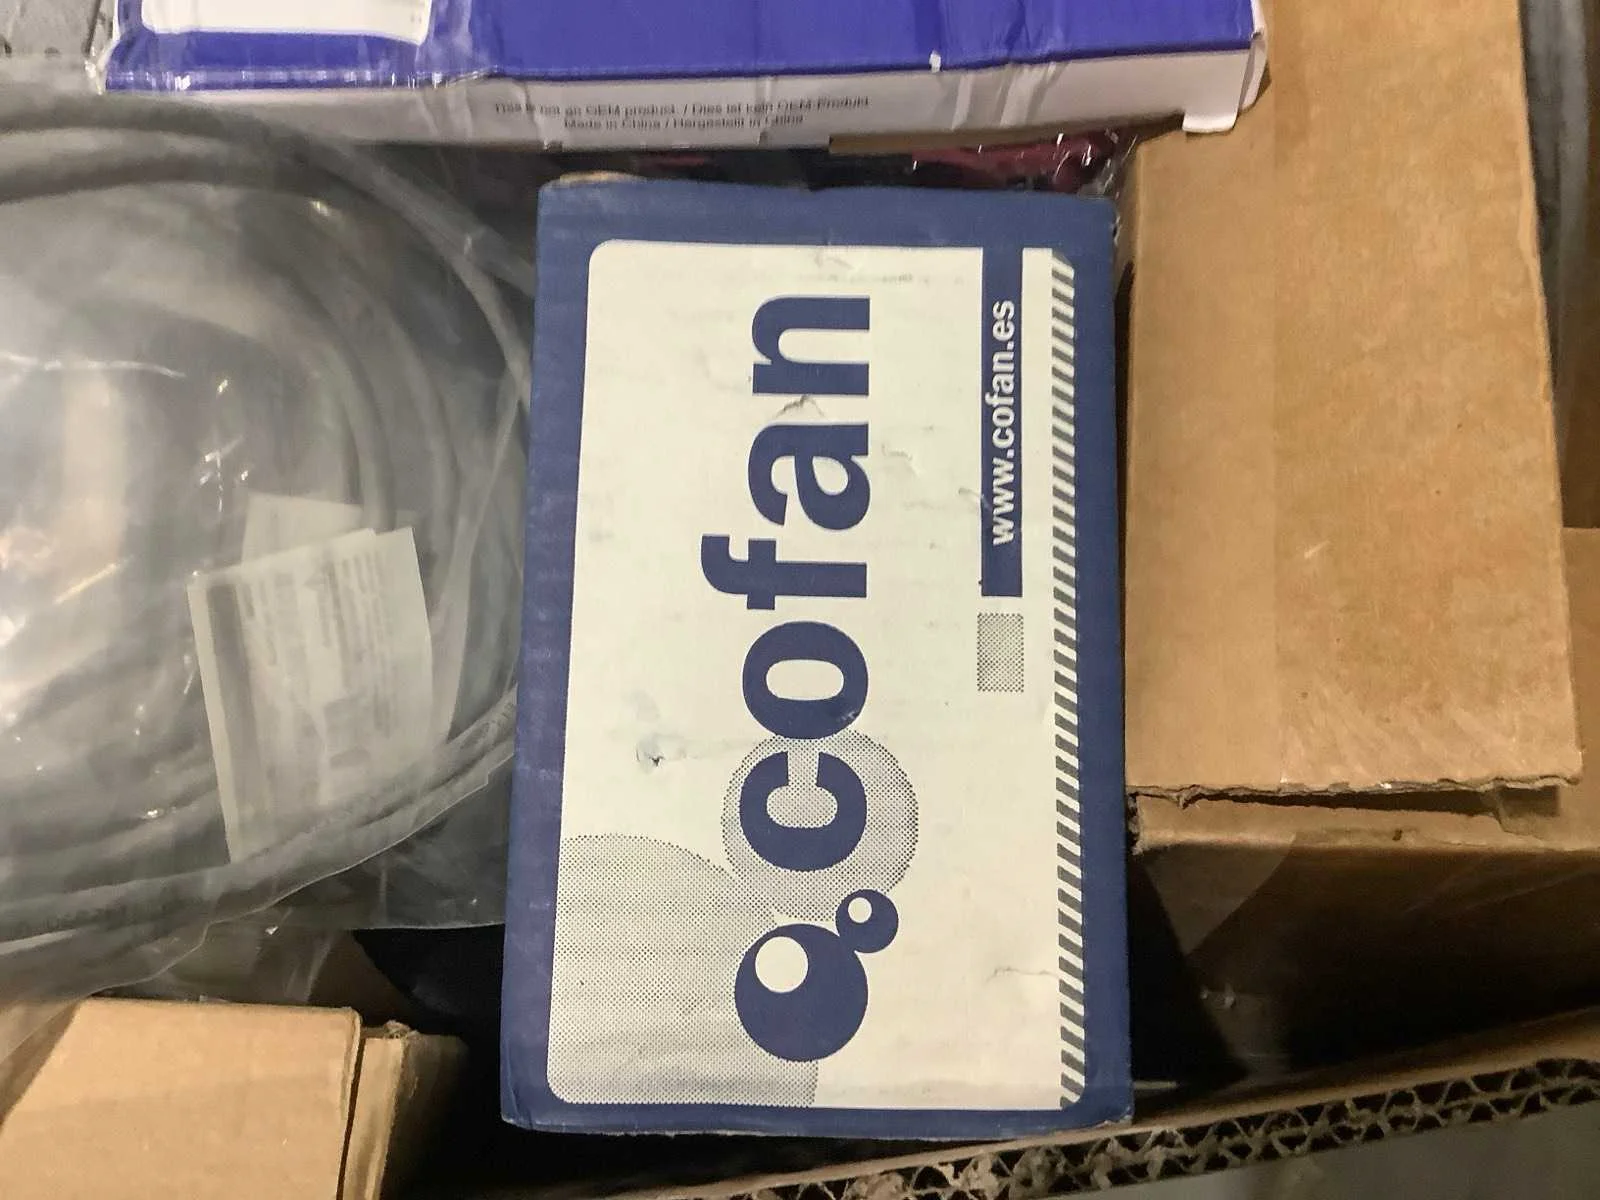 This is not an OEM product. / Dies ist kein OEM-Produkt
Made in China / Hergestellt in China
cofan
www.cofan.es